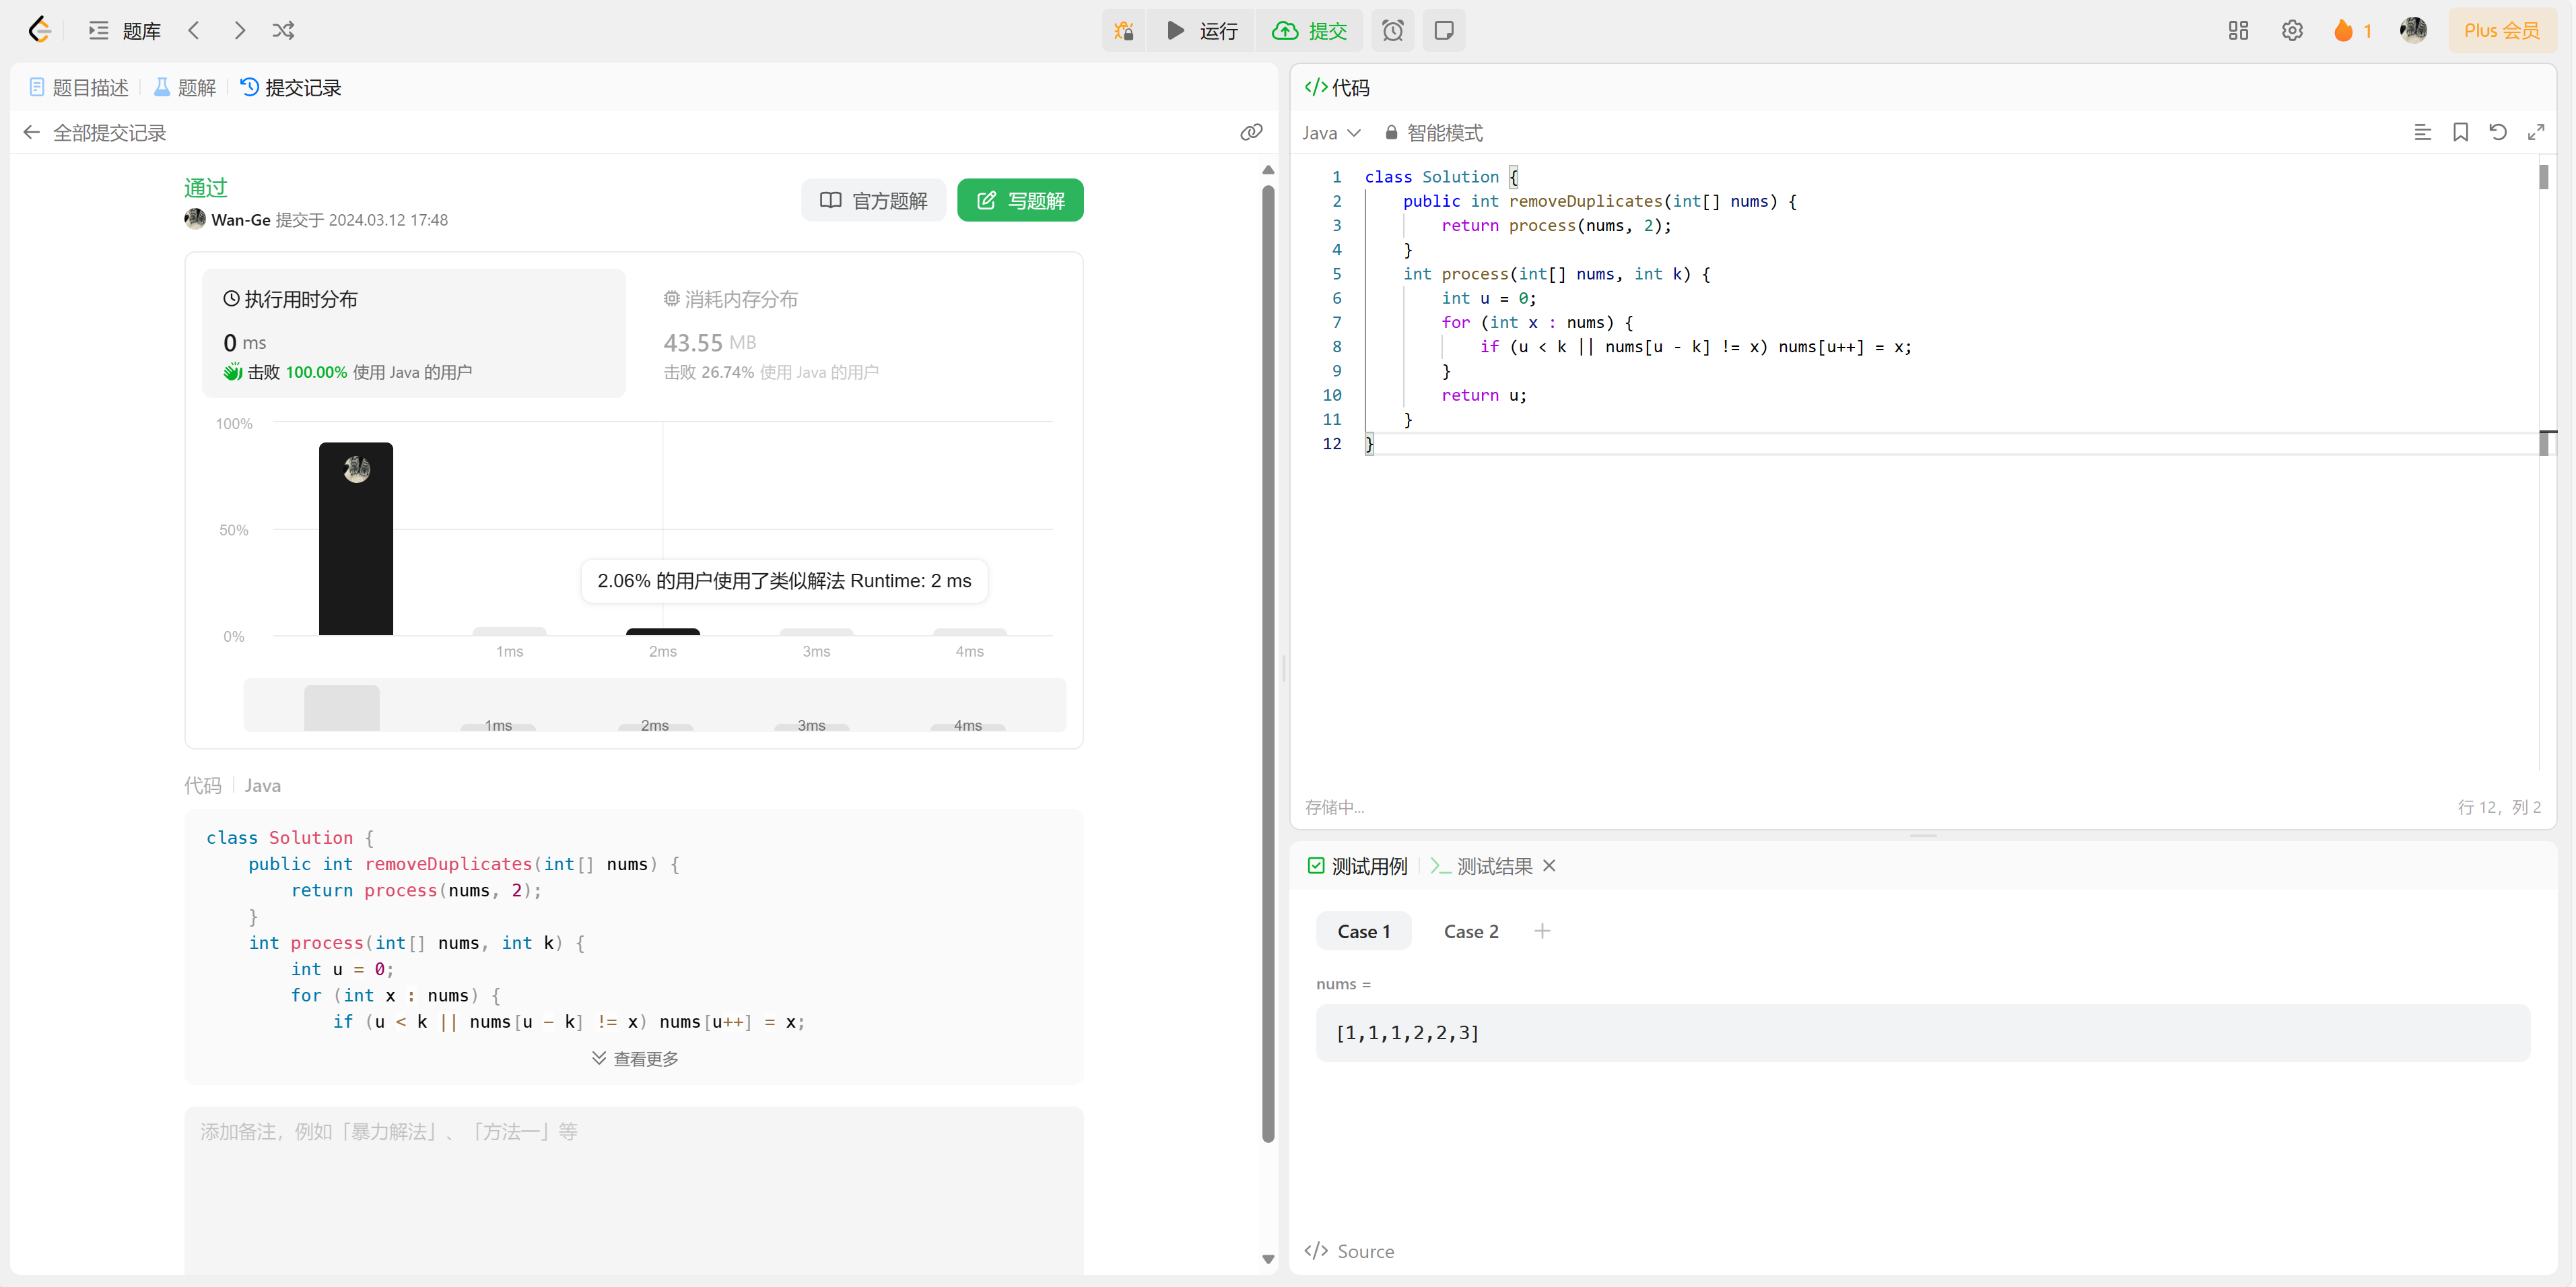 题库
运行
提交
1
Plus 会员
题目描述
题解
提交记录
全部提交记录
通过
Wan-Ge 提交于 2024.03.12 17:48
官方题解
写题解
执行用时分布
0 ms
击败 100.00% 使用 Java 的用户
消耗内存分布
43.55 MB
击败 26.74% 使用 Java 的用户
100%
50%
0%
2.06% 的用户使用了类似解法 Runtime: 2 ms
1ms
2ms
3ms
4ms
1ms
2ms
3ms
4ms
代码
Java
class Solution {
    public int removeDuplicates(int[] nums) {
        return process(nums, 2);
    }
    int process(int[] nums, int k) {
        int u = 0;
        for (int x : nums) {
            if (u < k || nums[u - k] != x) nums[u++] = x;
查看更多
添加备注，例如「暴力解法」、「方法一」等
</> 代码
Java
智能模式
1 class Solution {
2     public int removeDuplicates(int[] nums) {
3         return process(nums, 2);
4     }
5     int process(int[] nums, int k) {
6         int u = 0;
7         for (int x : nums) {
8             if (u < k || nums[u - k] != x) nums[u++] = x;
9         }
10         return u;
11     }
12 }
存储中...
行 12，列 2
测试用例
测试结果
Case 1
Case 2
nums =
[1,1,1,2,2,3]
</> Source